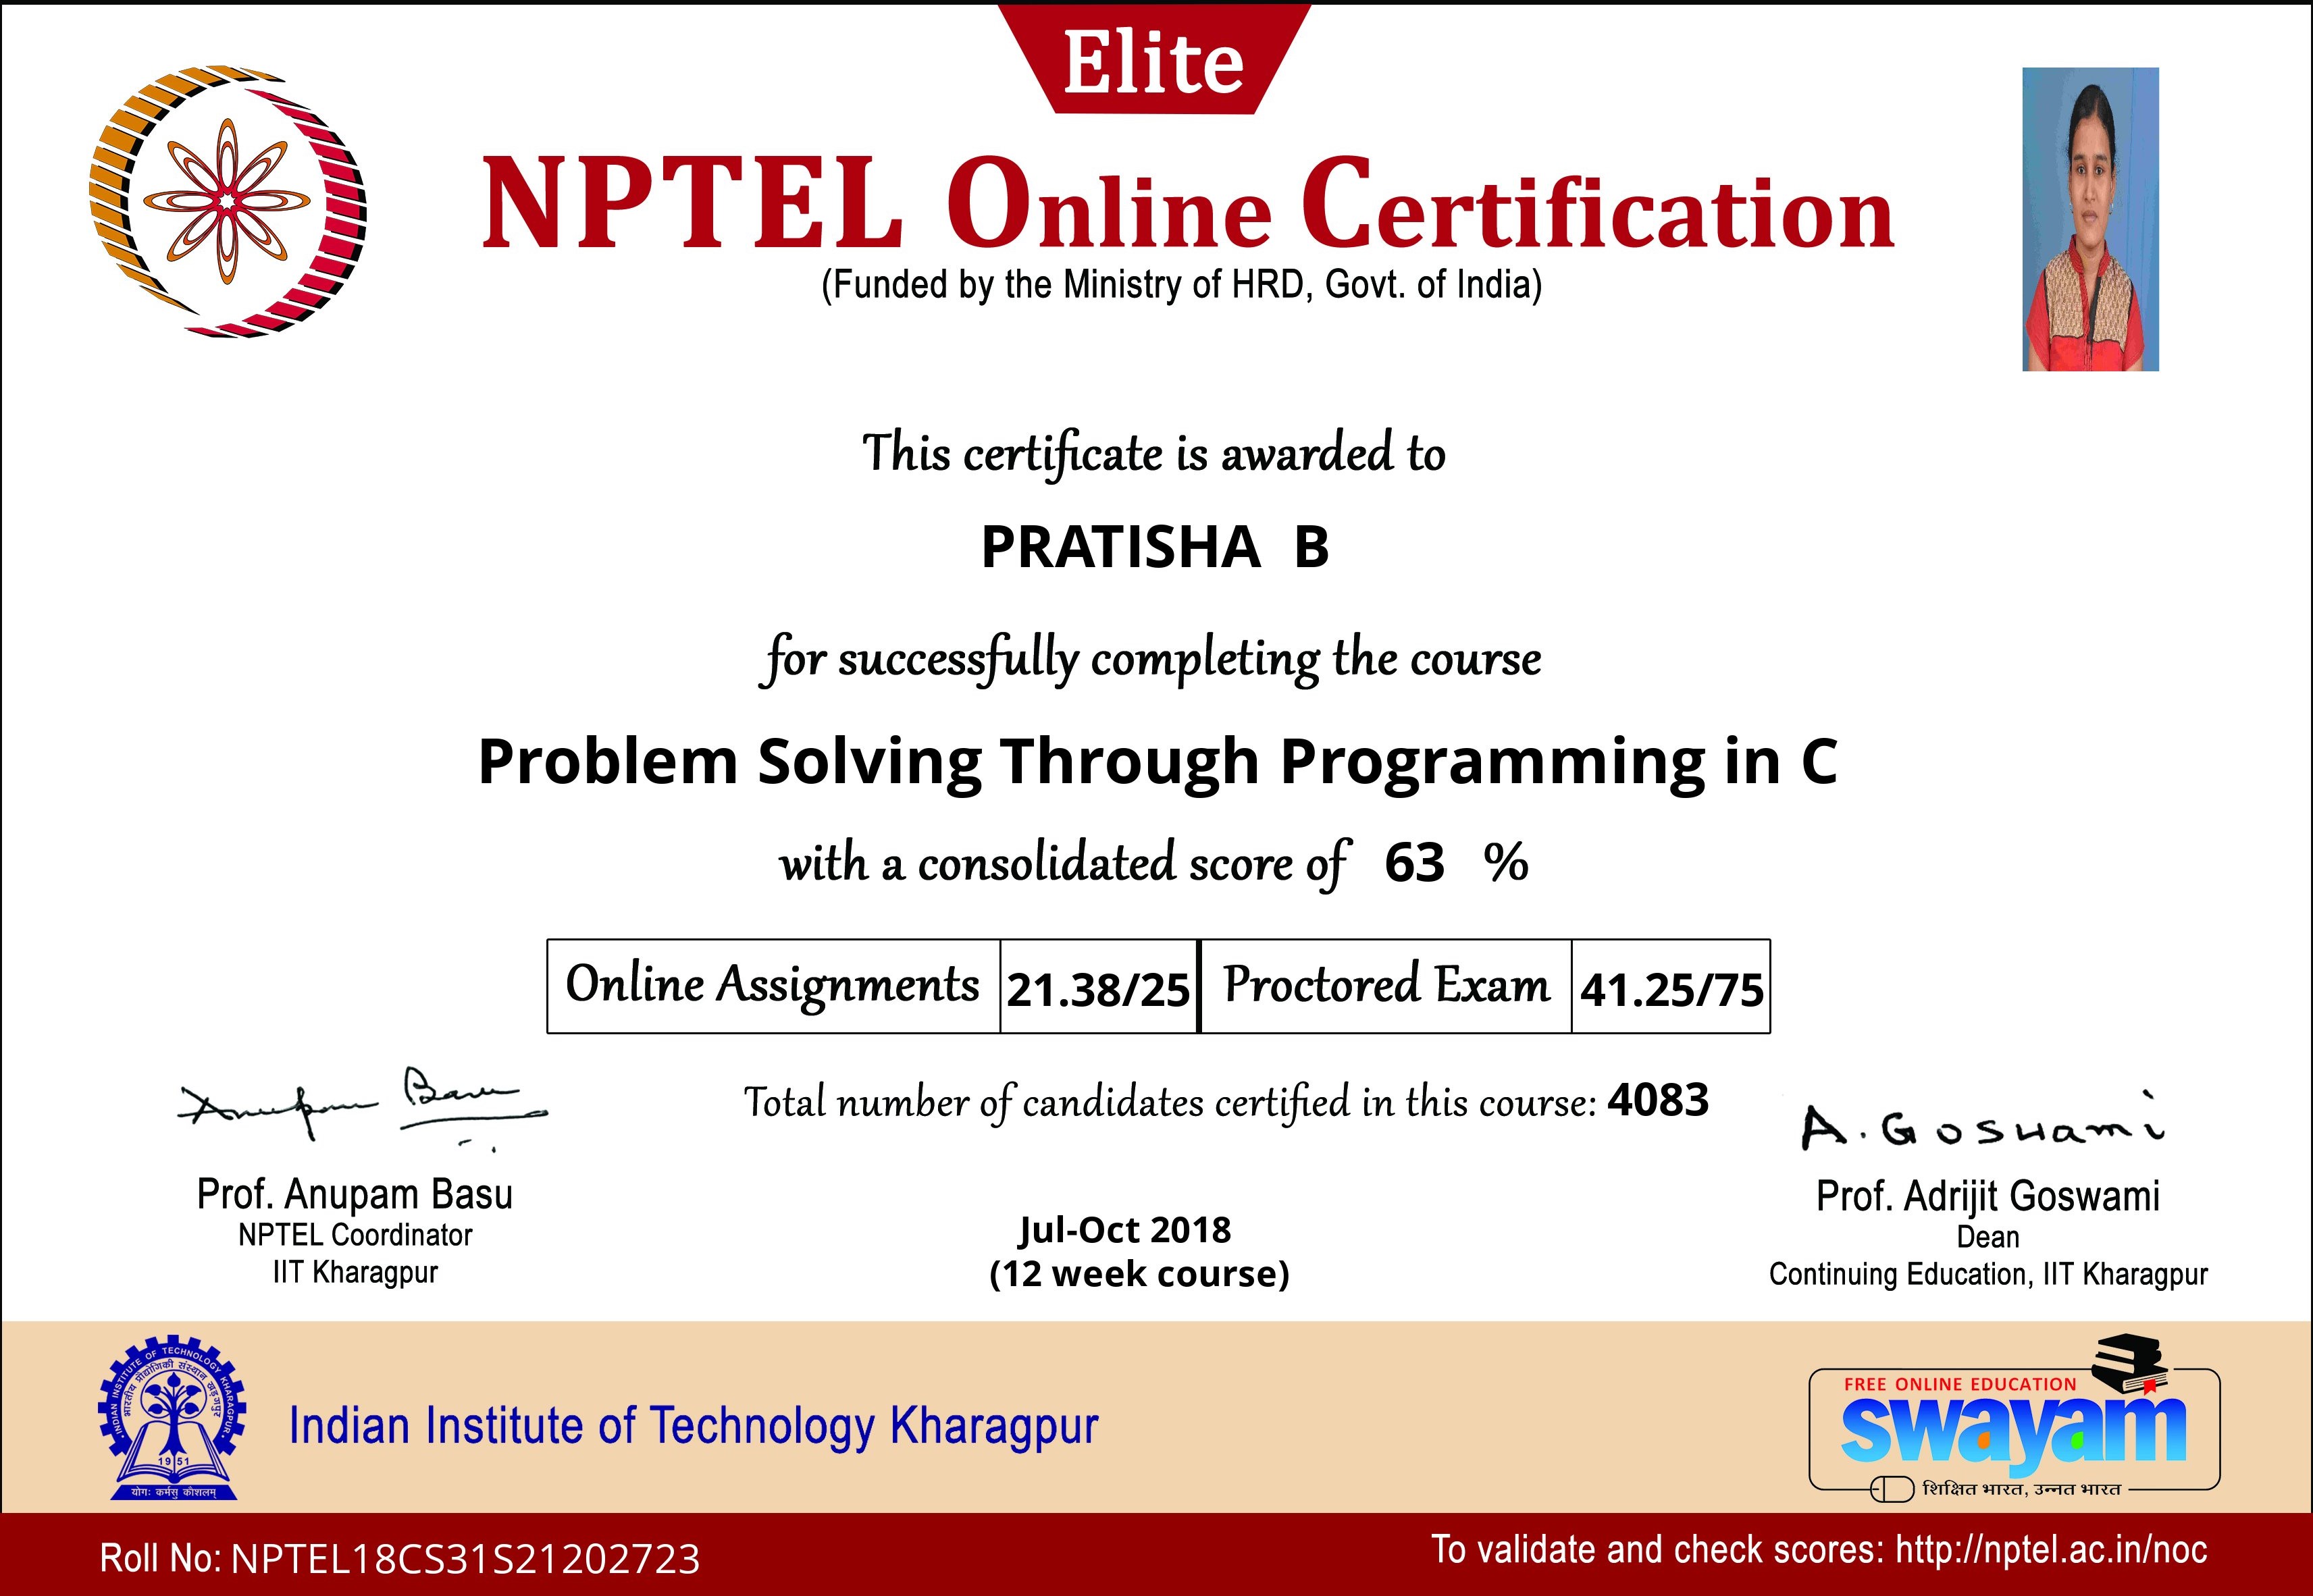 Elite
NPTEL Online Certification
(Funded by the Ministry of HRD, Govt. of India)
This certificate is awarded to
PRATISHA B
for successfully completing the course
Problem Solving Through Programming in C
with a consolidated score of 63 %
Online Assignments 21.38/25 Proctored Exam 41.25/75
Total number of candidates certified in this course: 4083
Anupam Basu
Prof. Anupam Basu
NPTEL Coordinator
IIT Kharagpur
Jul-Oct 2018
(12 week course)
A. Goswami
Prof. Adrijit Goswami
Dean
Continuing Education, IIT Kharagpur
INDIAN INSTITUTE OF TECHNOLOGY KHARAGPUR
भारतीय प्रौद्योगिकी संस्थान खड़गपुर
1951
योगः कर्मसु कौशलम्
Indian Institute of Technology Kharagpur
FREE ONLINE EDUCATION
swayam
शिक्षित भारत, उन्नत भारत
Roll No: NPTEL18CS31S21202723
To validate and check scores: http://nptel.ac.in/noc